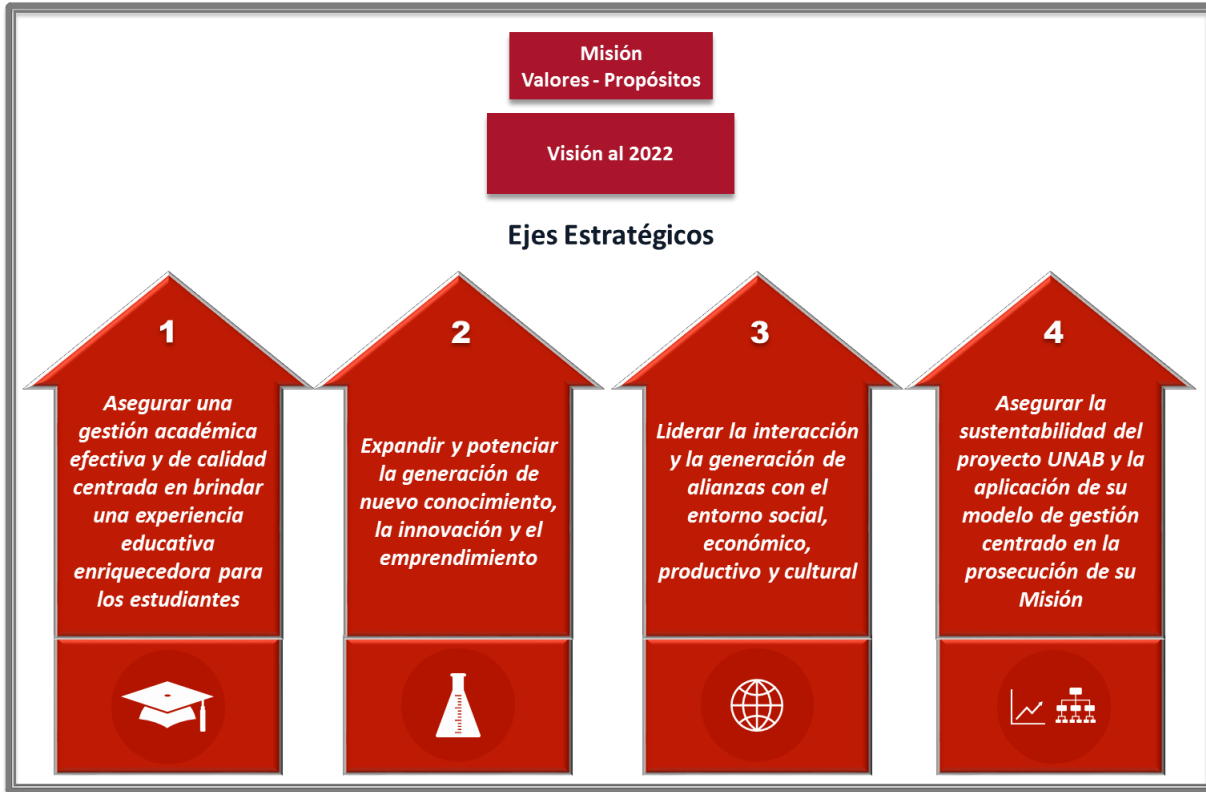 Misión
Valores - Propósitos
Visión al 2022
Ejes Estratégicos
1
Asegurar una
gestión académica
efectiva y de calidad
centrada en brindar
una experiencia
educativa
enriquecedora para
los estudiantes
2
Expandir y potenciar
la generación de
nuevo conocimiento,
la innovación y el
emprendimiento
3
Liderar la interacción
y la generación de
alianzas con el
entorno social,
económico,
productivo y cultural
4
Asegurar la
sustentabilidad del
proyecto UNAB y la
aplicación de su
modelo de gestión
centrado en la
prosecución de su
Misión